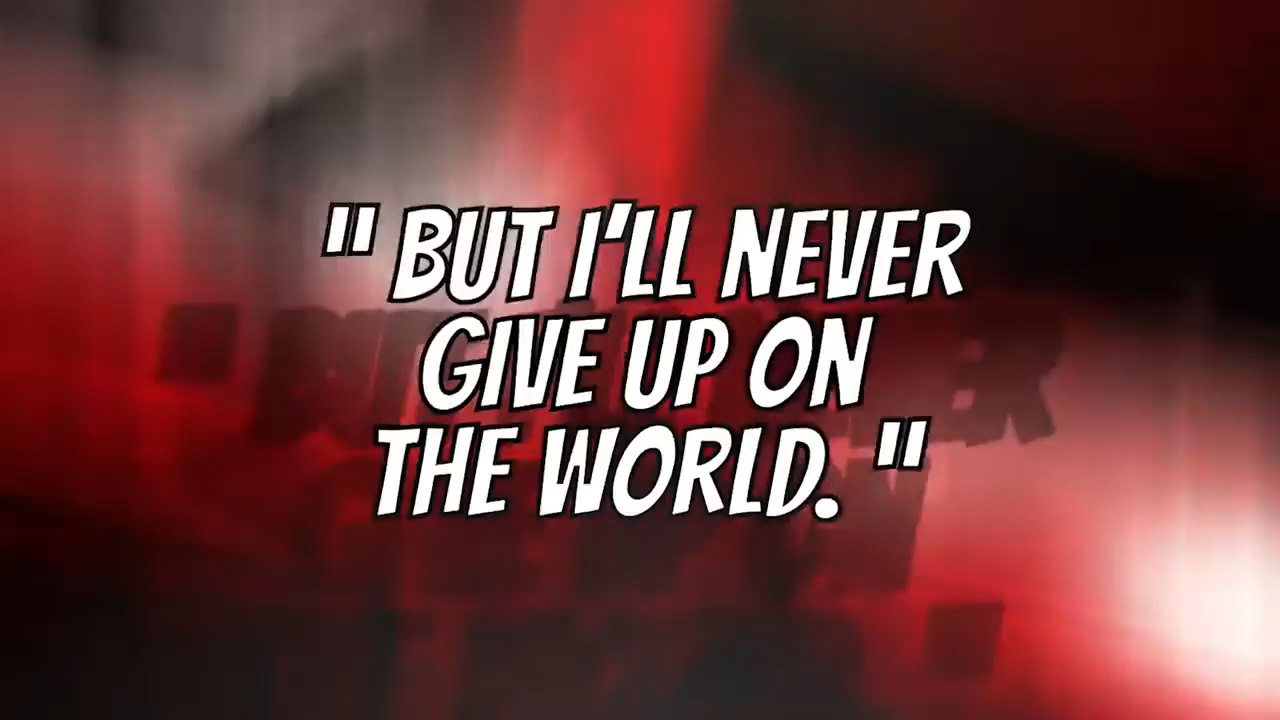 " BUT I'LL NEVER
GIVE UP ON
THE WORLD. "